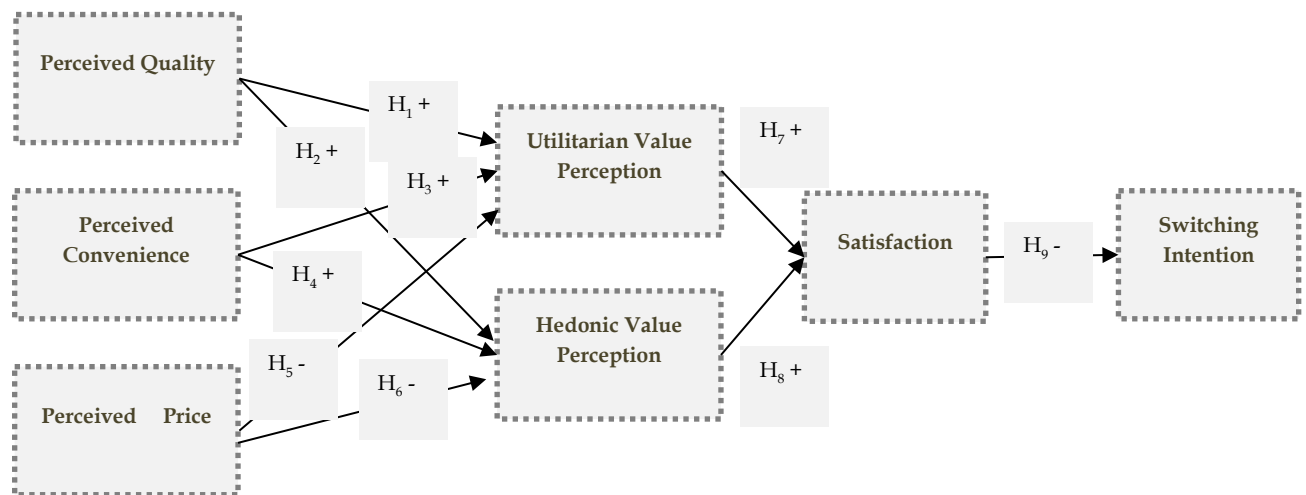 Perceived Quality
H1 +
H2 +
Utilitarian Value
Perception
H7 +
H3 +
Perceived
Convenience
Satisfaction
H9 -
Switching
Intention
H4 +
Hedonic Value
Perception
H5 -
H6 -
H8 +
Perceived Price